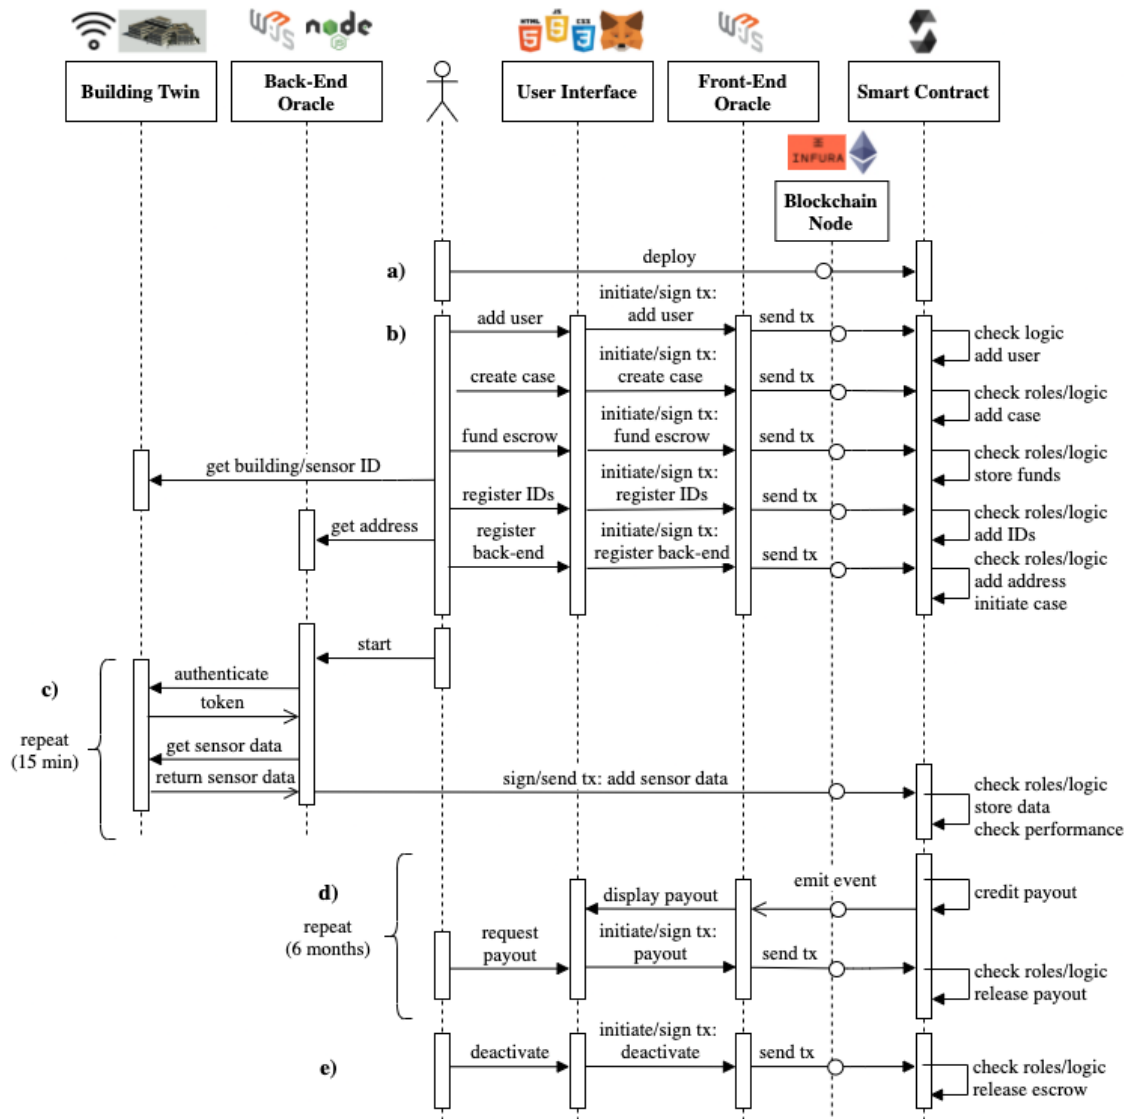 HTML
JS
CSS
JS
node
JS
JS
Building Twin
Back-End
Oracle
User Interface
Front-End
Oracle
Smart Contract
INFURA
Blockchain
Node
a)
deploy
b)
add user
initiate/sign tx:
add user
send tx
check logic
add user
create case
initiate/sign tx:
create case
send tx
check roles/logic
add case
fund escrow
initiate/sign tx:
fund escrow
send tx
check roles/logic
store funds
get building/sensor ID
register IDs
initiate/sign tx:
register IDs
send tx
check roles/logic
add IDs
get address
register
back-end
initiate/sign tx:
register back-end
send tx
check roles/logic
add address
initiate case
start
c)
repeat
(15 min)
authenticate
token
get sensor data
return sensor data
sign/send tx: add sensor data
check roles/logic
store data
check performance
d)
repeat
(6 months)
emit event
credit payout
display payout
request
payout
initiate/sign tx:
payout
send tx
check roles/logic
release payout
e)
deactivate
initiate/sign tx:
deactivate
send tx
check roles/logic
release escrow